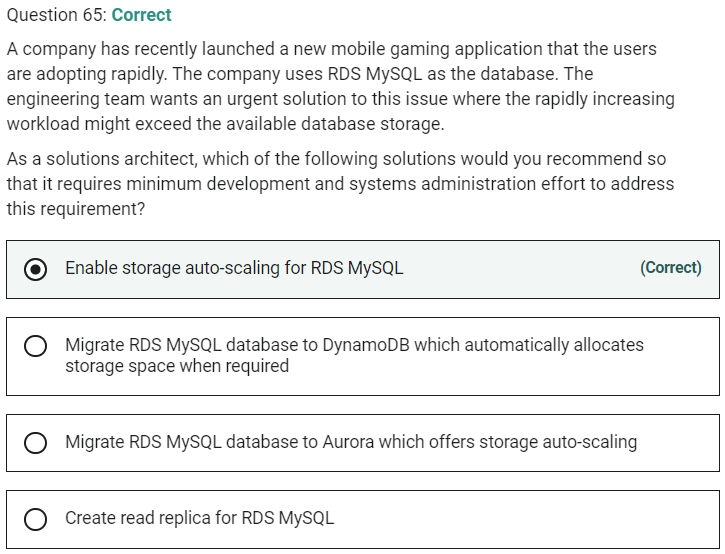 Question 65: Correct
A company has recently launched a new mobile gaming application that the users
are adopting rapidly. The company uses RDS MySQL as the database. The
engineering team wants an urgent solution to this issue where the rapidly increasing
workload might exceed the available database storage.
As a solutions architect, which of the following solutions would you recommend so
that it requires minimum development and systems administration effort to address
this requirement?
Enable storage auto-scaling for RDS MySQL (Correct)
Migrate RDS MySQL database to DynamoDB which automatically allocates
storage space when required
Migrate RDS MySQL database to Aurora which offers storage auto-scaling
Create read replica for RDS MySQL